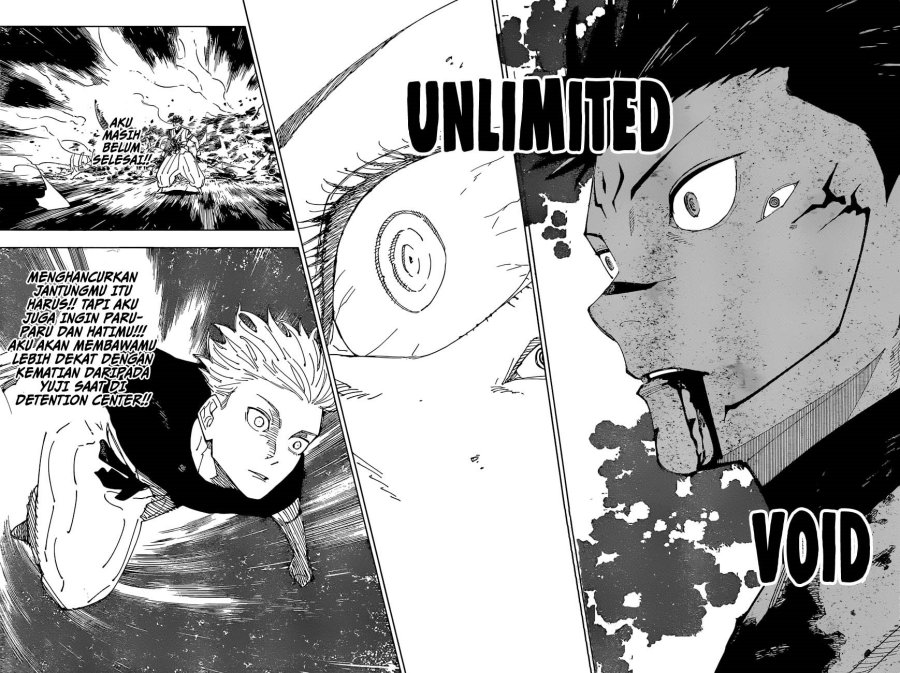 UNLIMITED
VOID
AKU
MASIH
BELUM
SELESAI!!
MENGHANCURKAN
JANTUNGMU ITU
HARUS!! TAPI AKU
JUGA INGIN PARU-
PARU DAN HATIMU!!!
AKU AKAN MEMBAWAMU
LEBIH DEKAT DENGAN
KEMATIAN DARIPADA
YUJI SAAT DI
DETENTION CENTER!!